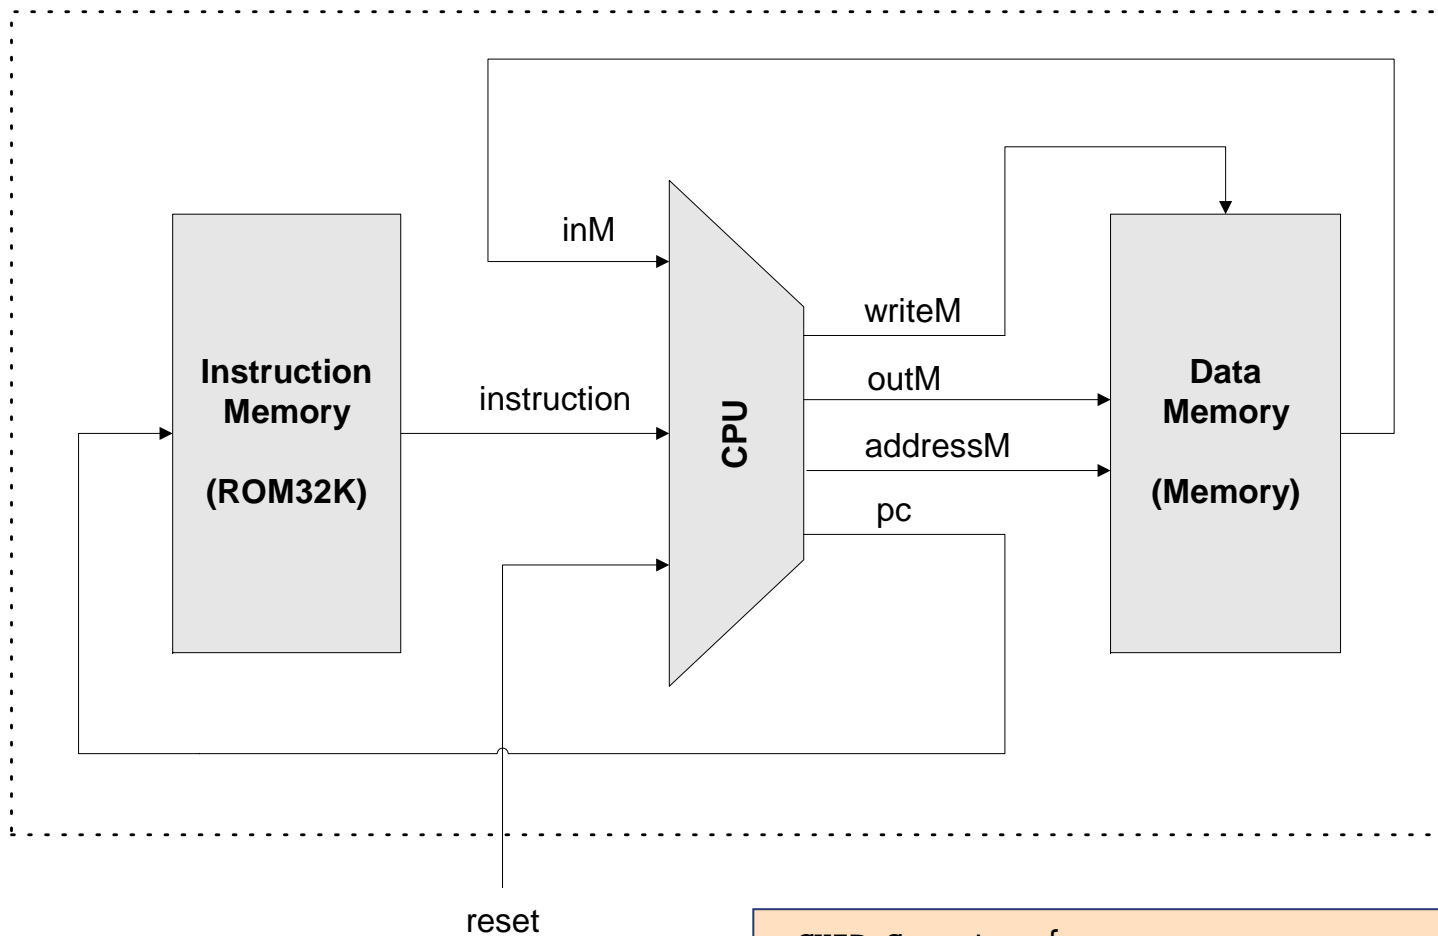 inM
writeM
Instruction
Memory
(ROM32K)
instruction
CPU
outM
addressM
pc
Data
Memory
(Memory)
reset